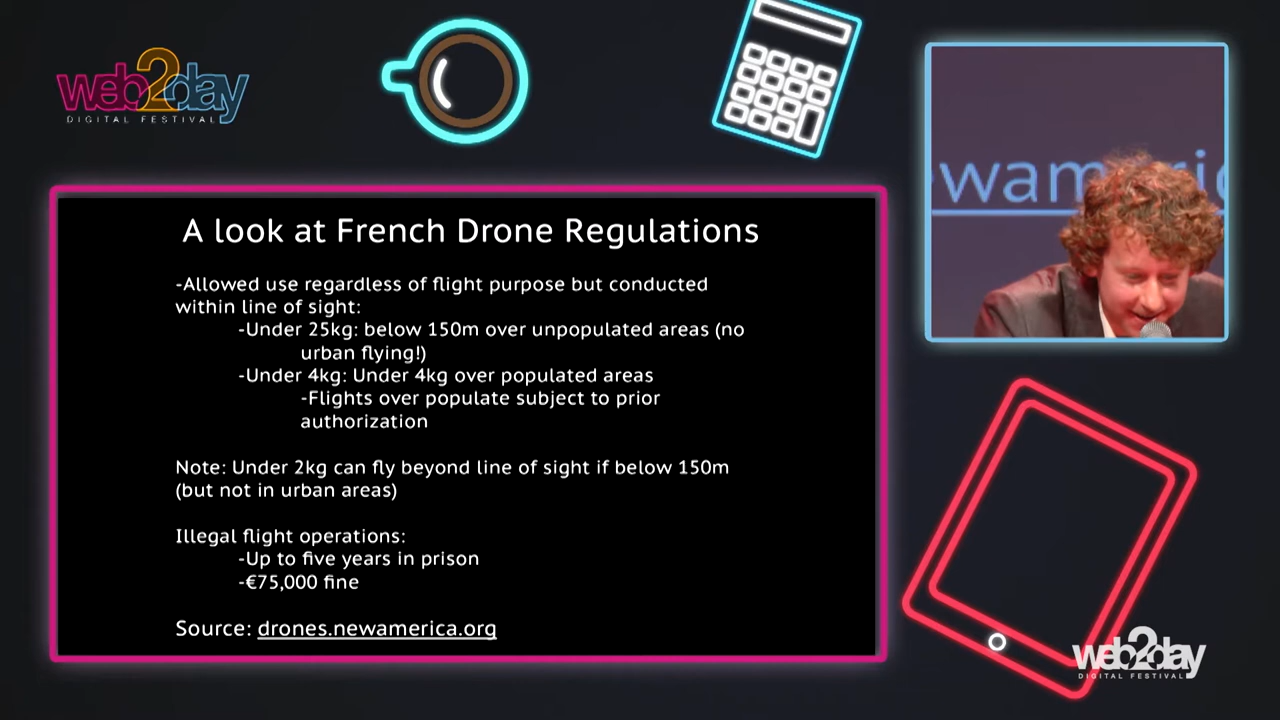 web2day
DIGITAL FESTIVAL
wameric
A look at French Drone Regulations
-Allowed use regardless of flight purpose but conducted
within line of sight:
-Under 25kg: below 150m over unpopulated areas (no
urban flying!)
-Under 4kg: Under 4kg over populated areas
-Flights over populate subject to prior
authorization
Note: Under 2kg can fly beyond line of sight if below 150m
(but not in urban areas)
Illegal flight operations:
-Up to five years in prison
-€75,000 fine
Source: drones.newamerica.org
web2day
DIGITAL FESTIVAL